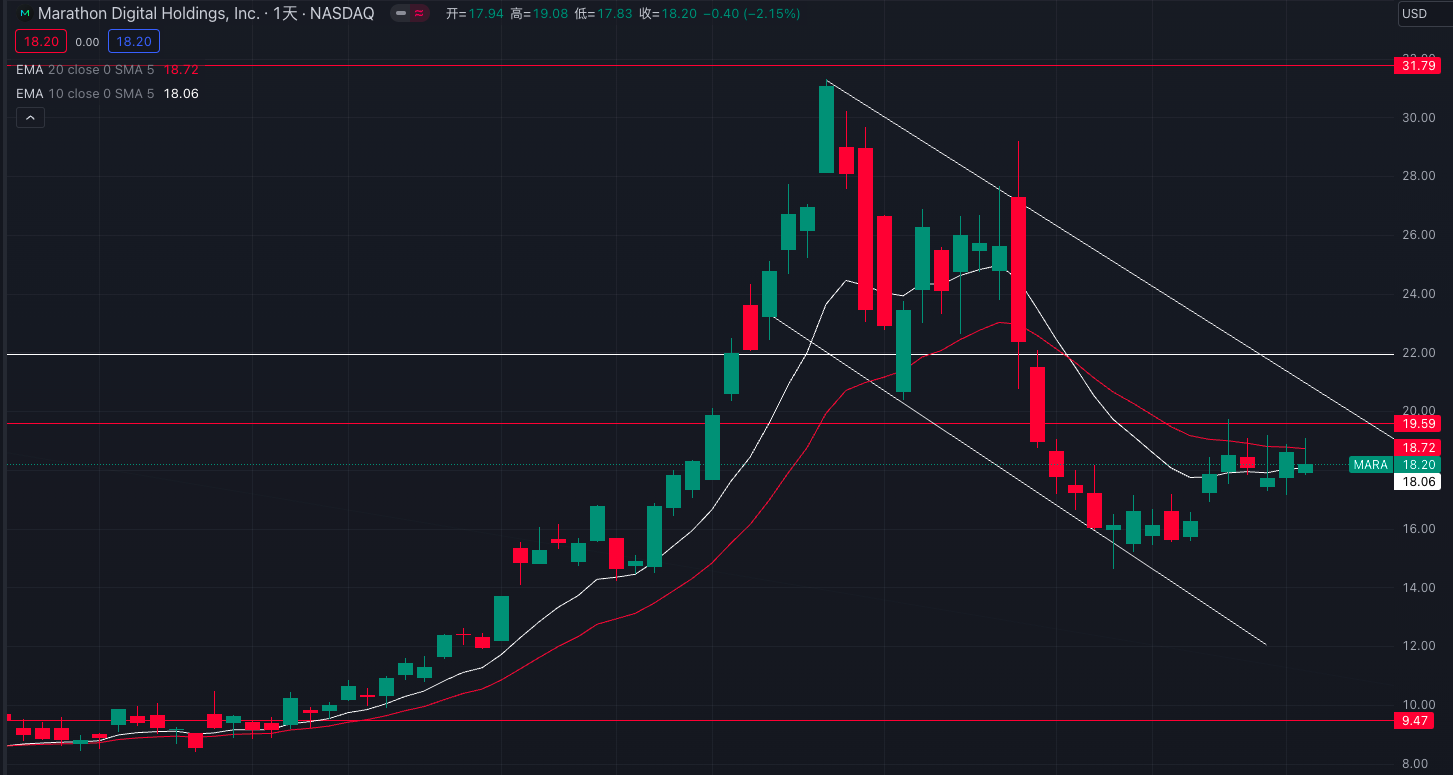 M Marathon Digital Holdings, Inc. · 1天 · NASDAQ 开=17.94 高=19.08 低=17.83 收=18.20 −0.40 (−2.15%)
USD
18.20 0.00 18.20
EMA 20 close 0 SMA 5 18.72
EMA 10 close 0 SMA 5 18.06
31.79
30.00
28.00
26.00
24.00
22.00
20.00
19.59
18.72
MARA 18.20
18.06
16.00
14.00
12.00
10.00
9.47
8.00